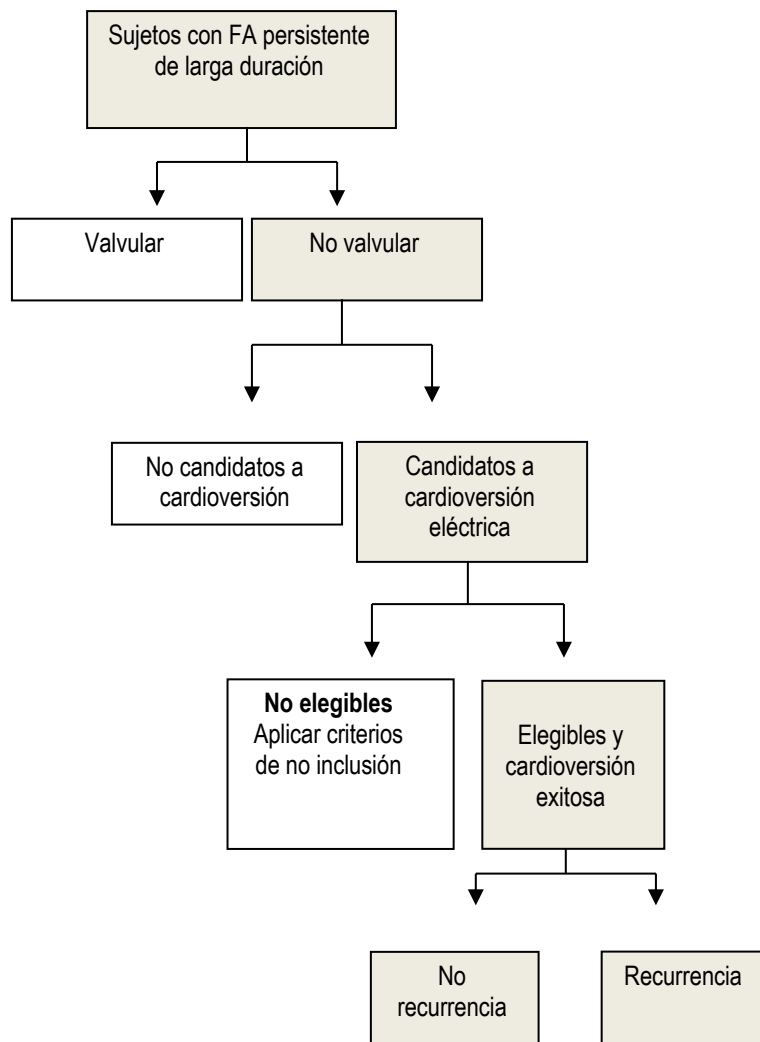 Sujetos con FA persistente
de larga duración
Valvular
No valvular
No candidatos a
cardioversión
Candidatos a
cardioversión
eléctrica
No elegibles
Aplicar criterios
de no inclusión
Elegibles y
cardioversión
exitosa
No
recurrencia
Recurrencia